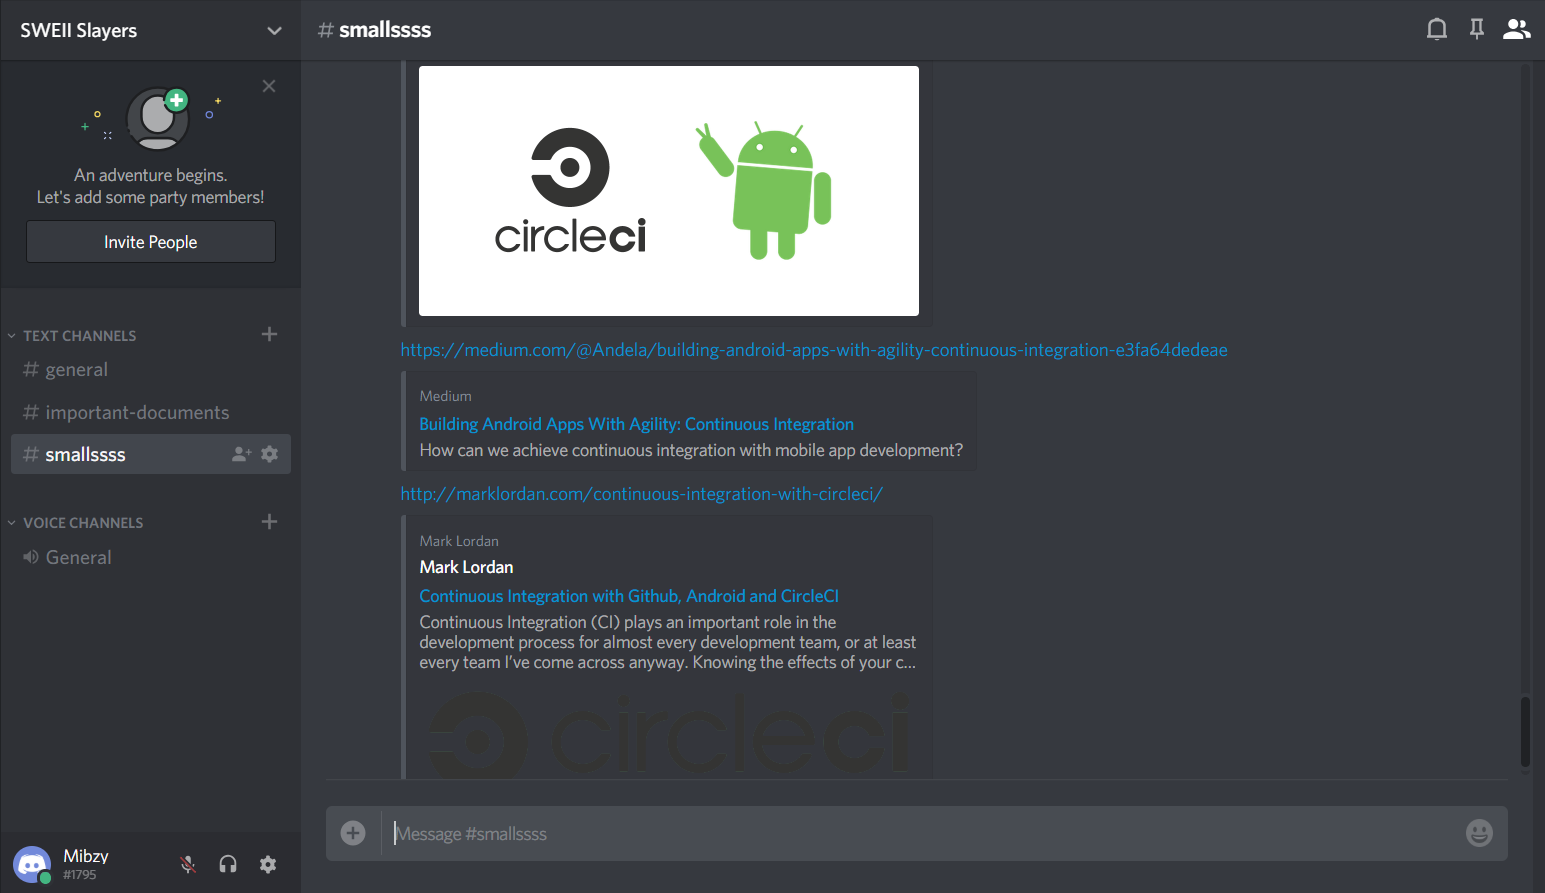 SWEII Slayers
An adventure begins.
Let's add some party members!
Invite People
TEXT CHANNELS
# general
# important-documents
# smallssss
VOICE CHANNELS
General
Mibzy
#1795
# smallssss
circleci
https://medium.com/@Andela/building-android-apps-with-agility-continuous-integration-e3fa64dedeae
Medium
Building Android Apps With Agility: Continuous Integration
How can we achieve continuous integration with mobile app development?
http://marklordan.com/continuous-integration-with-circleci/
Mark Lordan
Mark Lordan
Continuous Integration with Github, Android and CircleCI
Continuous Integration (CI) plays an important role in the
development process for almost every development team, or at least
every team I've come across anyway. Knowing the effects of your c...
circleci
Message #smallssss